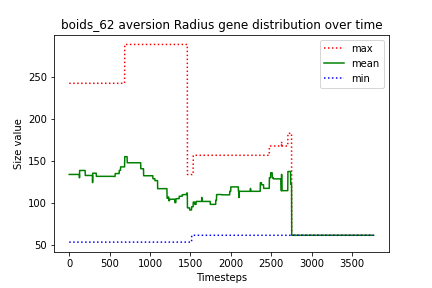 boids_62 aversion Radius gene distribution over time
max
mean
min
Size value
250
200
150
100
50
0
500
1000
1500
2000
2500
3000
3500
Timesteps